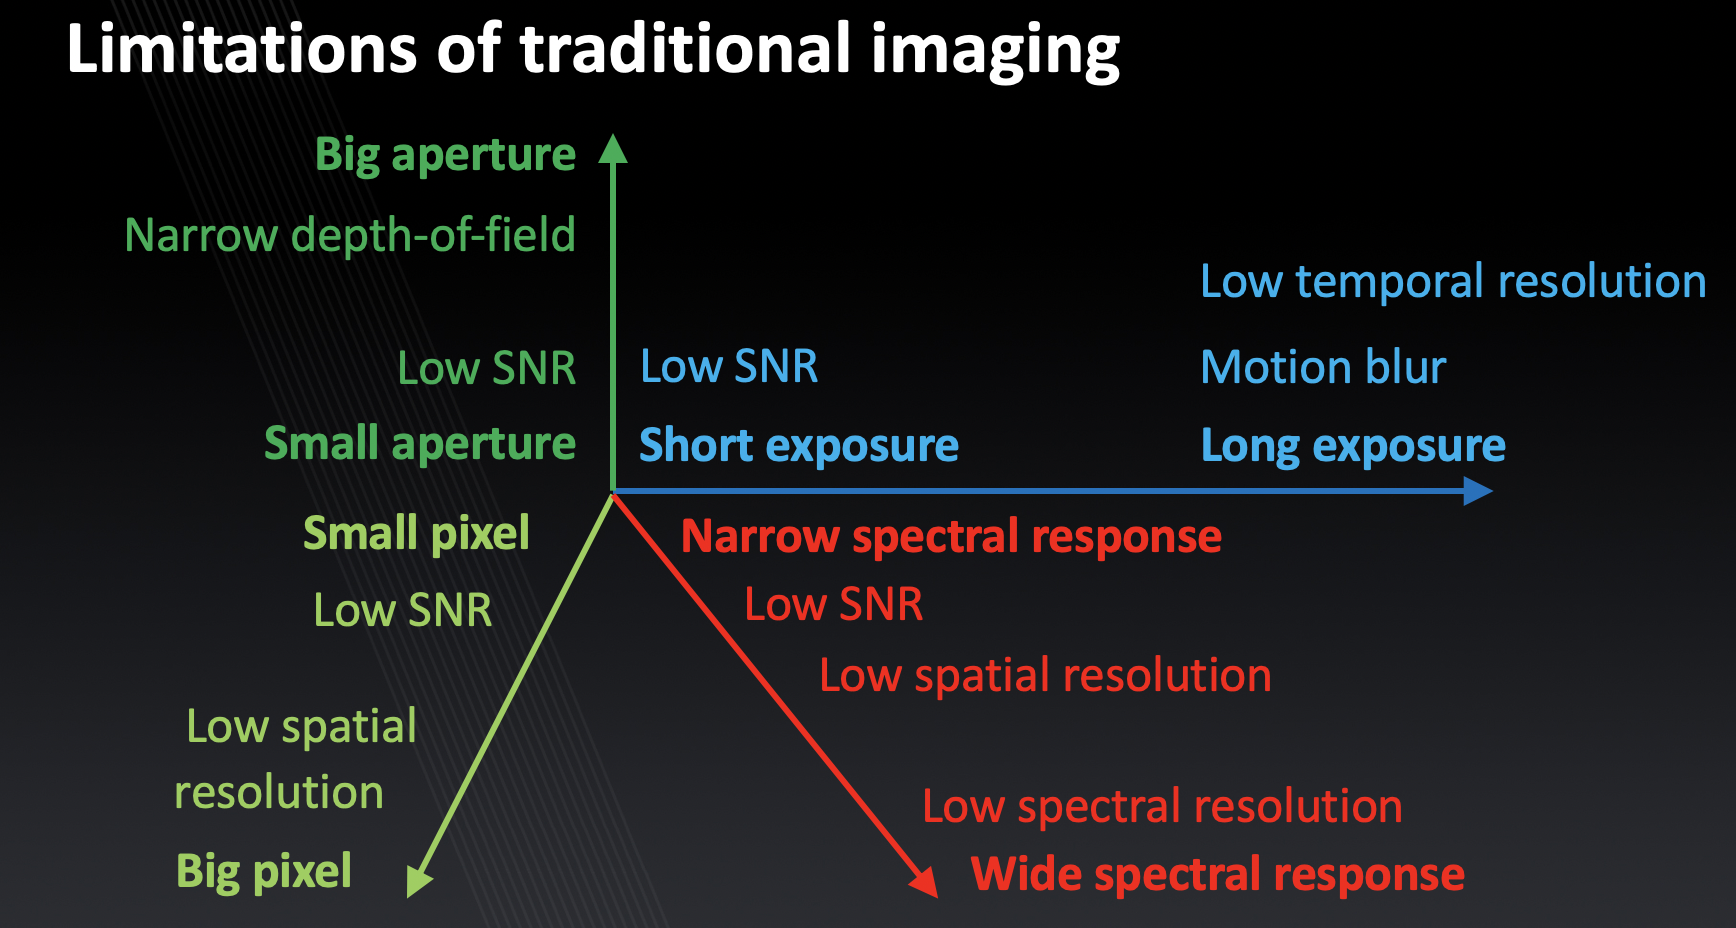 Limitations of traditional imaging
Big aperture
Narrow depth-of-field
Low SNR
Small aperture
Low temporal resolution
Motion blur
Long exposure
Low SNR
Short exposure
Small pixel
Low SNR
Low spatial
resolution
Big pixel
Narrow spectral response
Low SNR
Low spatial resolution
Low spectral resolution
Wide spectral response